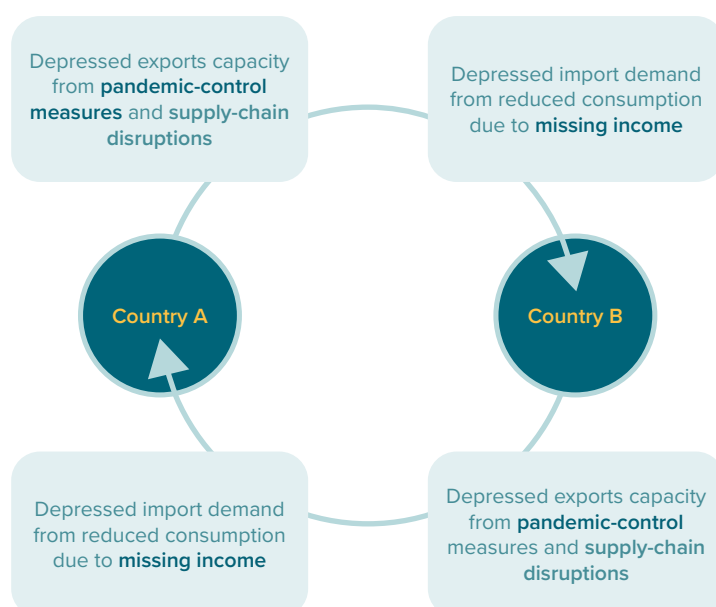 Depressed exports capacity
from pandemic-control
measures and supply-chain
disruptions
Depressed import demand
from reduced consumption
due to missing income
Country A
Country B
Depressed import demand
from reduced consumption
due to missing income
Depressed exports capacity
from pandemic-control
measures and supply-chain
disruptions